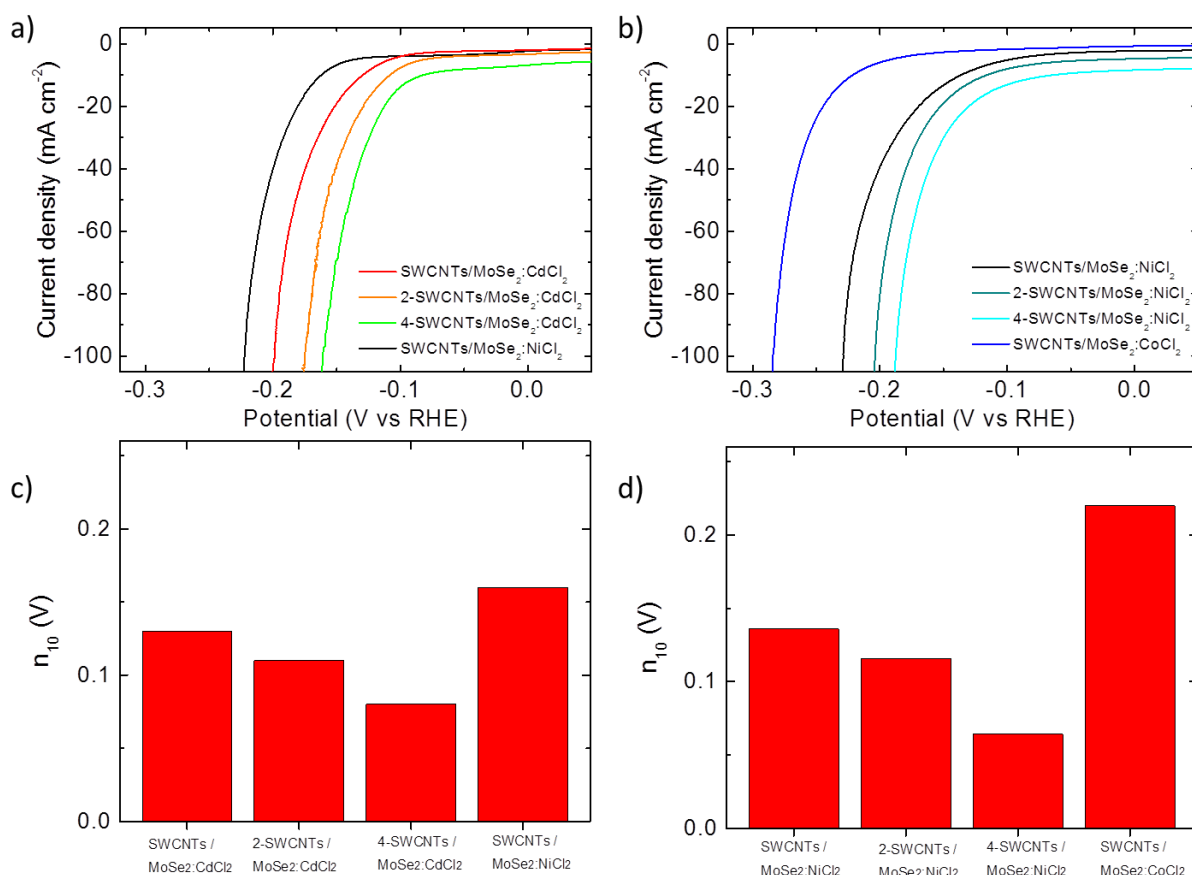 a)
0
-20
-40
-60
-80
-100
Current density (mA cm⁻²)
SWCNTs/MoSe₂:CdCl₂
2-SWCNTs/MoSe₂:CdCl₂
4-SWCNTs/MoSe₂:CdCl₂
SWCNTs/MoSe₂:NiCl₂
-0.3 -0.2 -0.1 0.0
Potential (V vs RHE)
b)
0
-20
-40
-60
-80
-100
Current density (mA cm⁻²)
SWCNTs/MoSe₂:NiCl₂
2-SWCNTs/MoSe₂:NiCl₂
4-SWCNTs/MoSe₂:NiCl₂
SWCNTs/MoSe₂:CoCl₂
-0.3 -0.2 -0.1 0.0
Potential (V vs RHE)
c)
0.2
0.1
0.0
n₁₀ (V)
SWCNTs / 2-SWCNTs / 4-SWCNTs / SWCNTs /
MoSe₂:CdCl₂ MoSe₂:CdCl₂ MoSe₂:CdCl₂ MoSe₂:NiCl₂
d)
0.2
0.1
0.0
n₁₀ (V)
SWCNTs / 2-SWCNTs / 4-SWCNTs / SWCNTs /
MoSe₂:NiCl₂ MoSe₂:NiCl₂ MoSe₂:NiCl₂ MoSe₂:CoCl₂